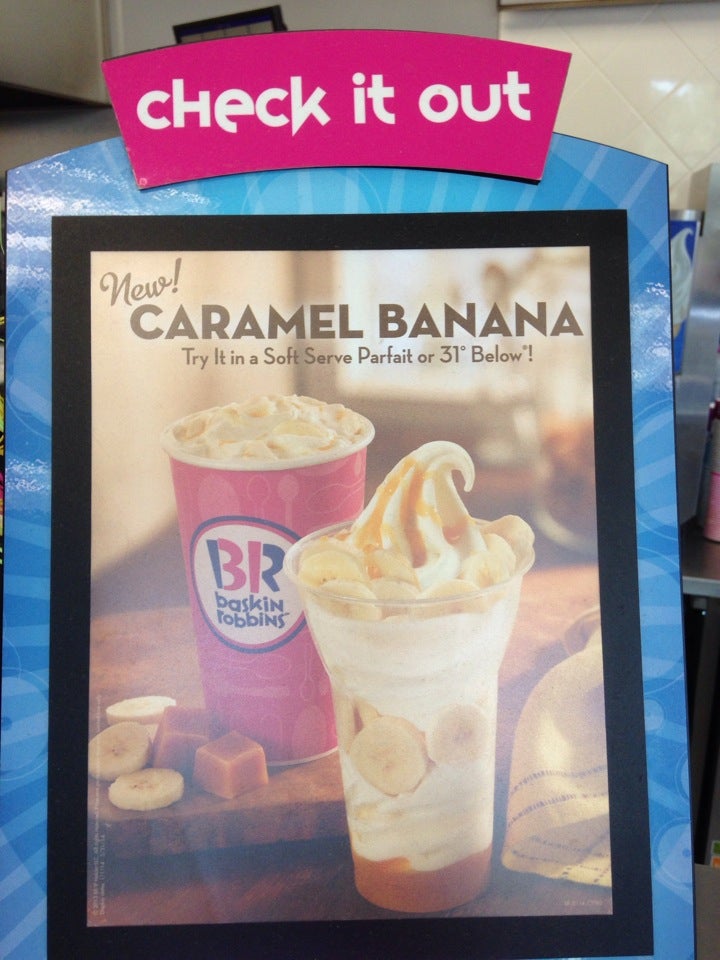 cHeck it out
New!
CARAMEL BANANA
Try It in a Soft Serve Parfait or 31° Below®!
BR
baskin
robbins